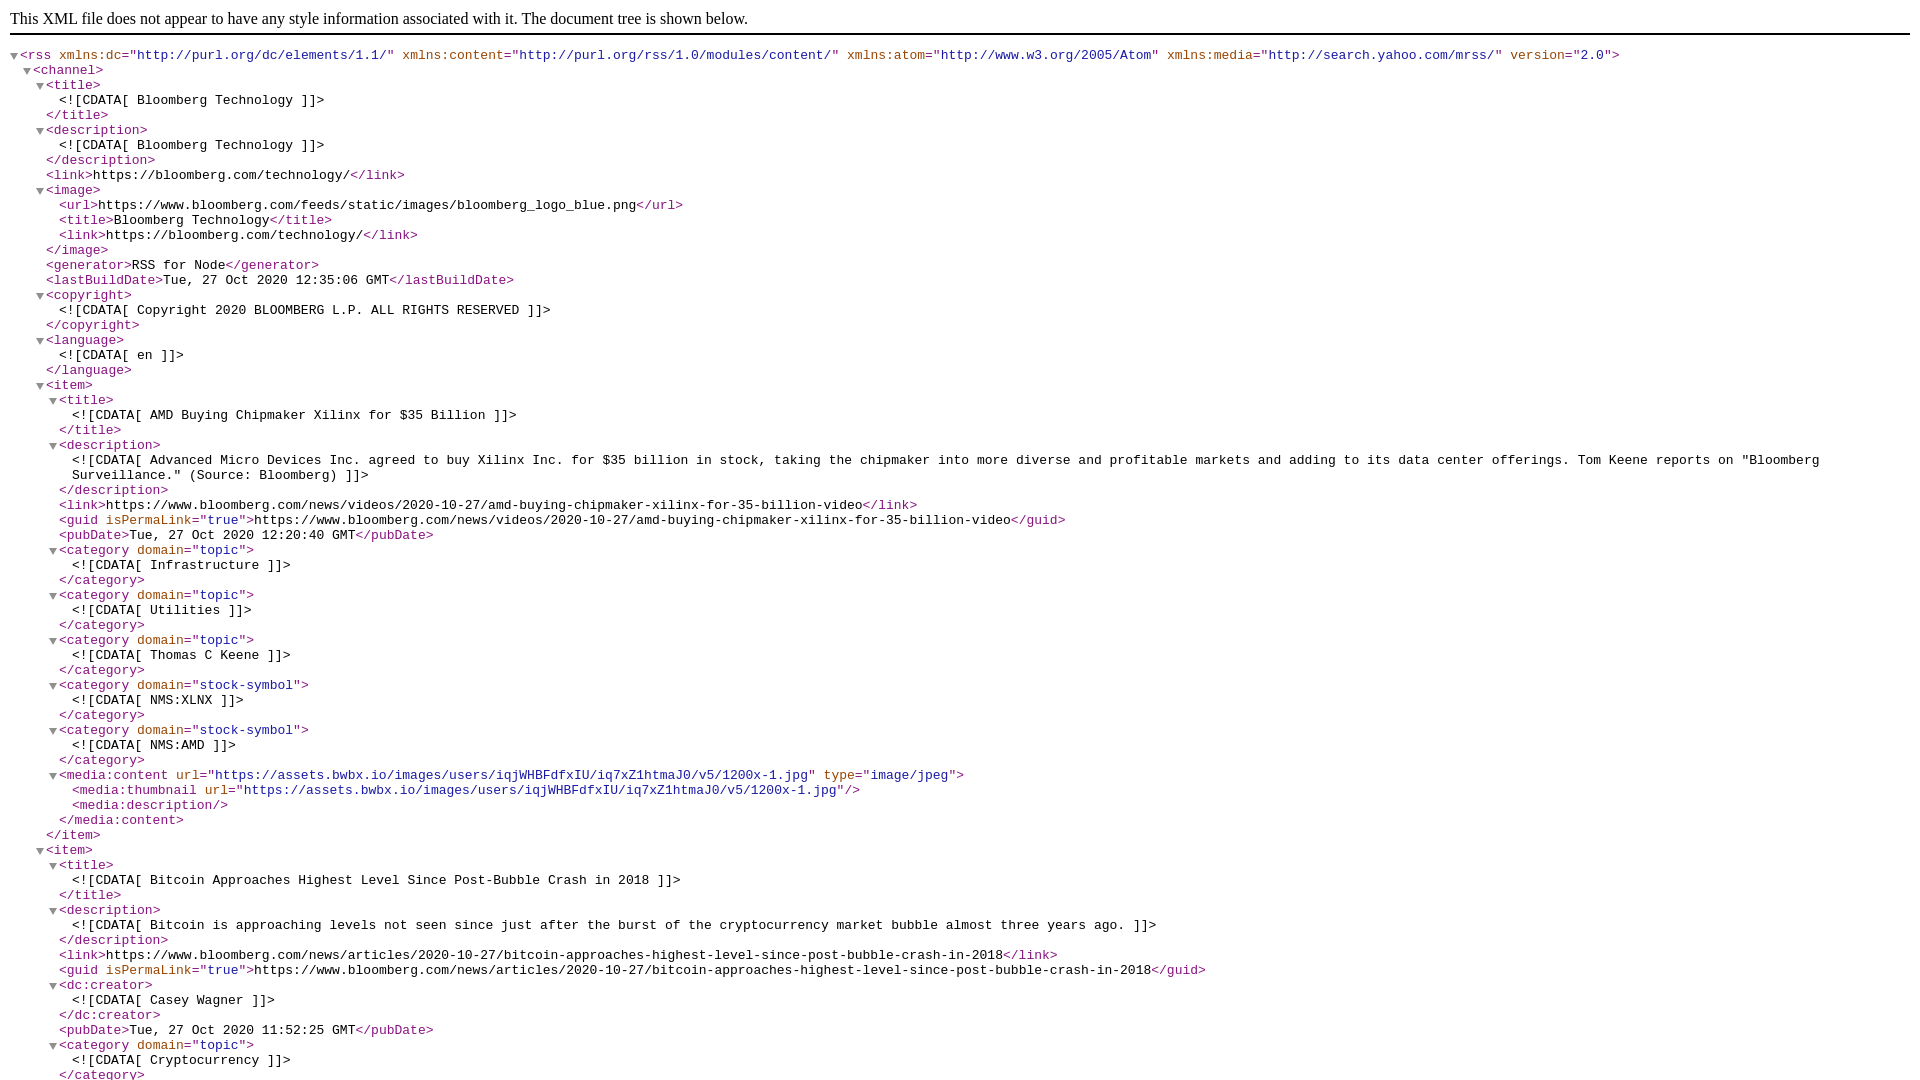 This XML file does not appear to have any style information associated with it. The document tree is shown below.
<rss xmlns:dc="http://purl.org/dc/elements/1.1/" xmlns:content="http://purl.org/rss/1.0/modules/content/" xmlns:atom="http://www.w3.org/2005/Atom" xmlns:media="http://search.yahoo.com/mrss/" version="2.0">
<channel>
<title>
<![CDATA[ Bloomberg Technology ]]>
</title>
<description>
<![CDATA[ Bloomberg Technology ]]>
</description>
<link>https://bloomberg.com/technology/</link>
<image>
<url>https://www.bloomberg.com/feeds/static/images/bloomberg_logo_blue.png</url>
<title>Bloomberg Technology</title>
<link>https://bloomberg.com/technology/</link>
</image>
<generator>RSS for Node</generator>
<lastBuildDate>Tue, 27 Oct 2020 12:35:06 GMT</lastBuildDate>
<copyright>
<![CDATA[ Copyright 2020 BLOOMBERG L.P. ALL RIGHTS RESERVED ]]>
</copyright>
<language>
<![CDATA[ en ]]>
</language>
<item>
<title>
<![CDATA[ AMD Buying Chipmaker Xilinx for $35 Billion ]]>
</title>
<description>
<![CDATA[ Advanced Micro Devices Inc. agreed to buy Xilinx Inc. for $35 billion in stock, taking the chipmaker into more diverse and profitable markets and adding to its data center offerings. Tom Keene reports on "Bloomberg
Surveillance." (Source: Bloomberg) ]]>
</description>
<link>https://www.bloomberg.com/news/videos/2020-10-27/amd-buying-chipmaker-xilinx-for-35-billion-video</link>
<guid isPermaLink="true">https://www.bloomberg.com/news/videos/2020-10-27/amd-buying-chipmaker-xilinx-for-35-billion-video</guid>
<pubDate>Tue, 27 Oct 2020 12:20:40 GMT</pubDate>
<category domain="topic">
<![CDATA[ Infrastructure ]]>
</category>
<category domain="topic">
<![CDATA[ Utilities ]]>
</category>
<category domain="topic">
<![CDATA[ Thomas C Keene ]]>
</category>
<category domain="stock-symbol">
<![CDATA[ NMS:XLNX ]]>
</category>
<category domain="stock-symbol">
<![CDATA[ NMS:AMD ]]>
</category>
<media:content url="https://assets.bwbx.io/images/users/iqjWHBFdfxIU/iq7xZ1htmaJ0/v5/1200x-1.jpg" type="image/jpeg">
<media:thumbnail url="https://assets.bwbx.io/images/users/iqjWHBFdfxIU/iq7xZ1htmaJ0/v5/1200x-1.jpg"/>
<media:description/>
</media:content>
</item>
<item>
<title>
<![CDATA[ Bitcoin Approaches Highest Level Since Post-Bubble Crash in 2018 ]]>
</title>
<description>
<![CDATA[ Bitcoin is approaching levels not seen since just after the burst of the cryptocurrency market bubble almost three years ago. ]]>
</description>
<link>https://www.bloomberg.com/news/articles/2020-10-27/bitcoin-approaches-highest-level-since-post-bubble-crash-in-2018</link>
<guid isPermaLink="true">https://www.bloomberg.com/news/articles/2020-10-27/bitcoin-approaches-highest-level-since-post-bubble-crash-in-2018</guid>
<dc:creator>
<![CDATA[ Casey Wagner ]]>
</dc:creator>
<pubDate>Tue, 27 Oct 2020 11:52:25 GMT</pubDate>
<category domain="topic">
<![CDATA[ Cryptocurrency ]]>
</category>